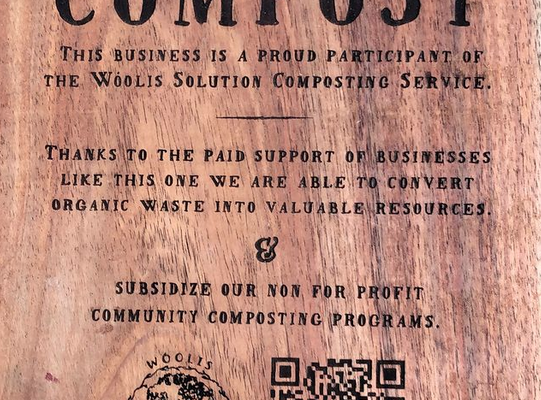 COMPOST
THIS BUSINESS IS A PROUD PARTICIPANT OF
THE WÓOLIS SOLUTION COMPOSTING SERVICE.
THANKS TO THE PAID SUPPORT OF BUSINESSES
LIKE THIS ONE WE ARE ABLE TO CONVERT
ORGANIC WASTE INTO VALUABLE RESOURCES.
&
SUBSIDIZE OUR NON FOR PROFIT
COMMUNITY COMPOSTING PROGRAMS.
WÓOLIS